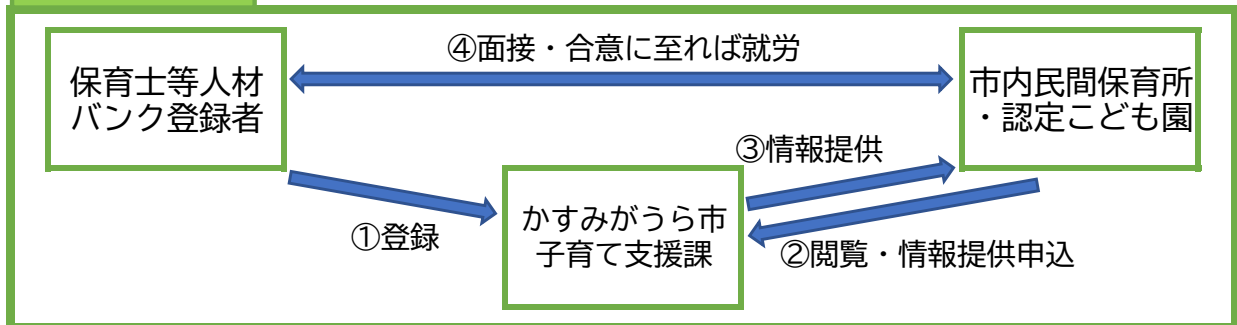 ④面接・合意に至れば就労
保育士等人材
バンク登録者
市内民間保育所
・認定こども園
③情報提供
①登録
かすみがうら市
子育て支援課
②閲覧・情報提供申込